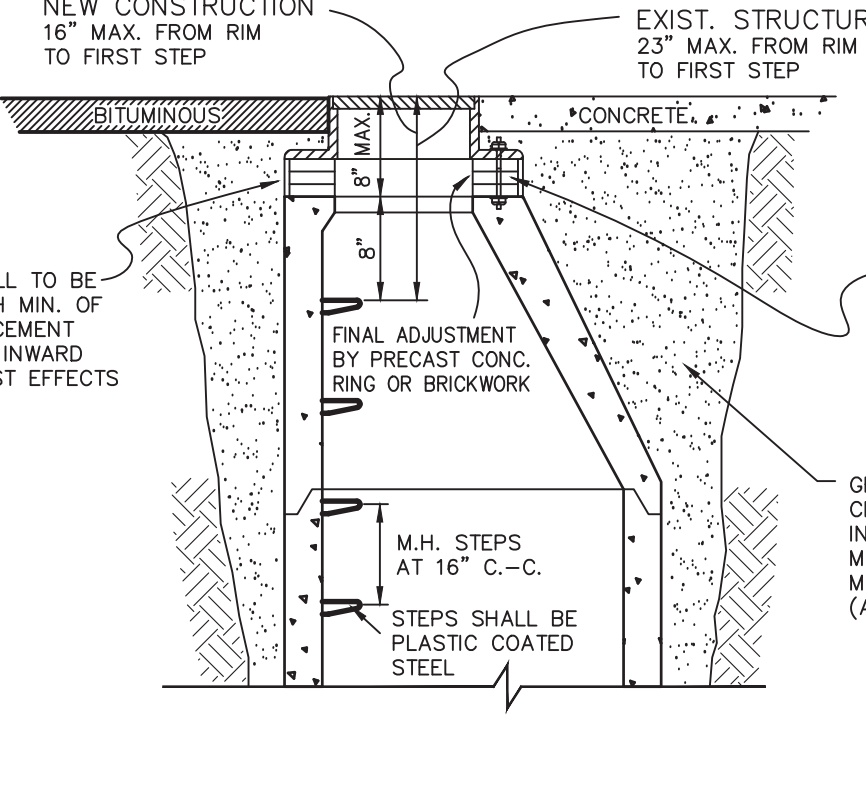 NEW CONSTRUCTION
16" MAX. FROM RIM
TO FIRST STEP
EXIST. STRUCTUR
23" MAX. FROM RIM
TO FIRST STEP
BITUMINOUS
CONCRETE
8" MAX.
8"
LL TO BE
H MIN. OF
CEMENT
INWARD
ST EFFECTS
FINAL ADJUSTMENT
BY PRECAST CONC.
RING OR BRICKWORK
M.H. STEPS
AT 16" C.-C.
STEPS SHALL BE
PLASTIC COATED
STEEL
IN
M
M
(A